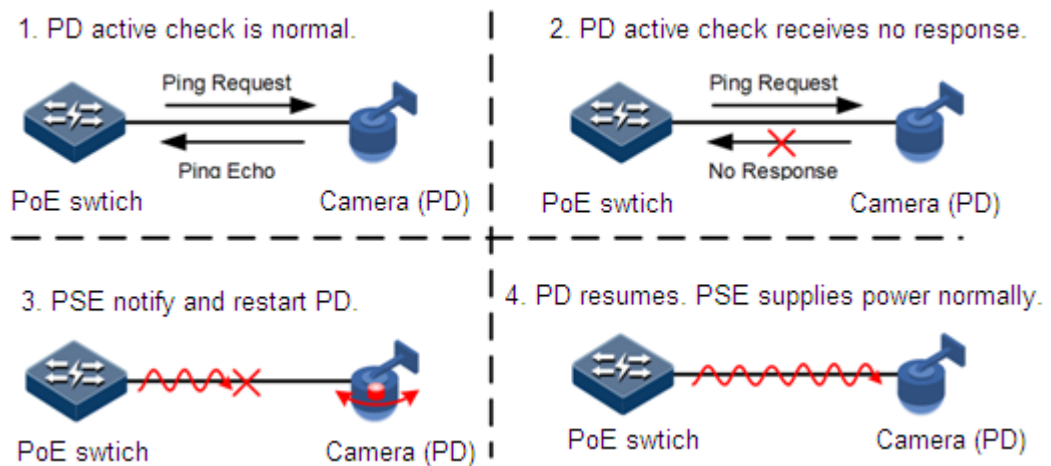 1. PD active check is normal.
Ping Request
Ping Echo
PoE swtich
Camera (PD)
2. PD active check receives no response.
Ping Request
No Response
PoE swtich
Camera (PD)
3. PSE notify and restart PD.
PoE swtich
Camera (PD)
4. PD resumes. PSE supplies power normally.
PoE swtich
Camera (PD)